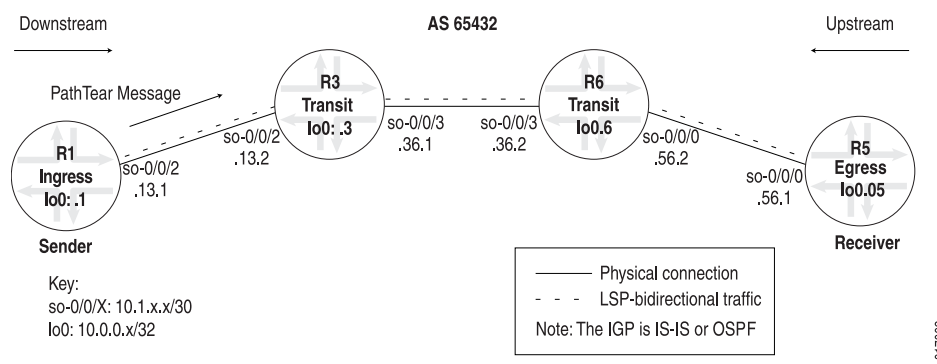 Downstream
AS 65432
Upstream
PathTear Message
R1
Ingress
lo0: .1
Sender
so-0/0/2
.13.1
R3
Transit
lo0: .3
so-0/0/2
.13.2
so-0/0/3
.36.1
R6
Transit
lo0.6
so-0/0/3
.36.2
so-0/0/0
.56.2
R5
Egress
lo0.05
so-0/0/0
.56.1
Receiver
Key:
so-0/0/X: 10.1.x.x/30
lo0: 10.0.0.x/32
Physical connection
LSP-bidirectional traffic
Note: The IGP is IS-IS or OSPF